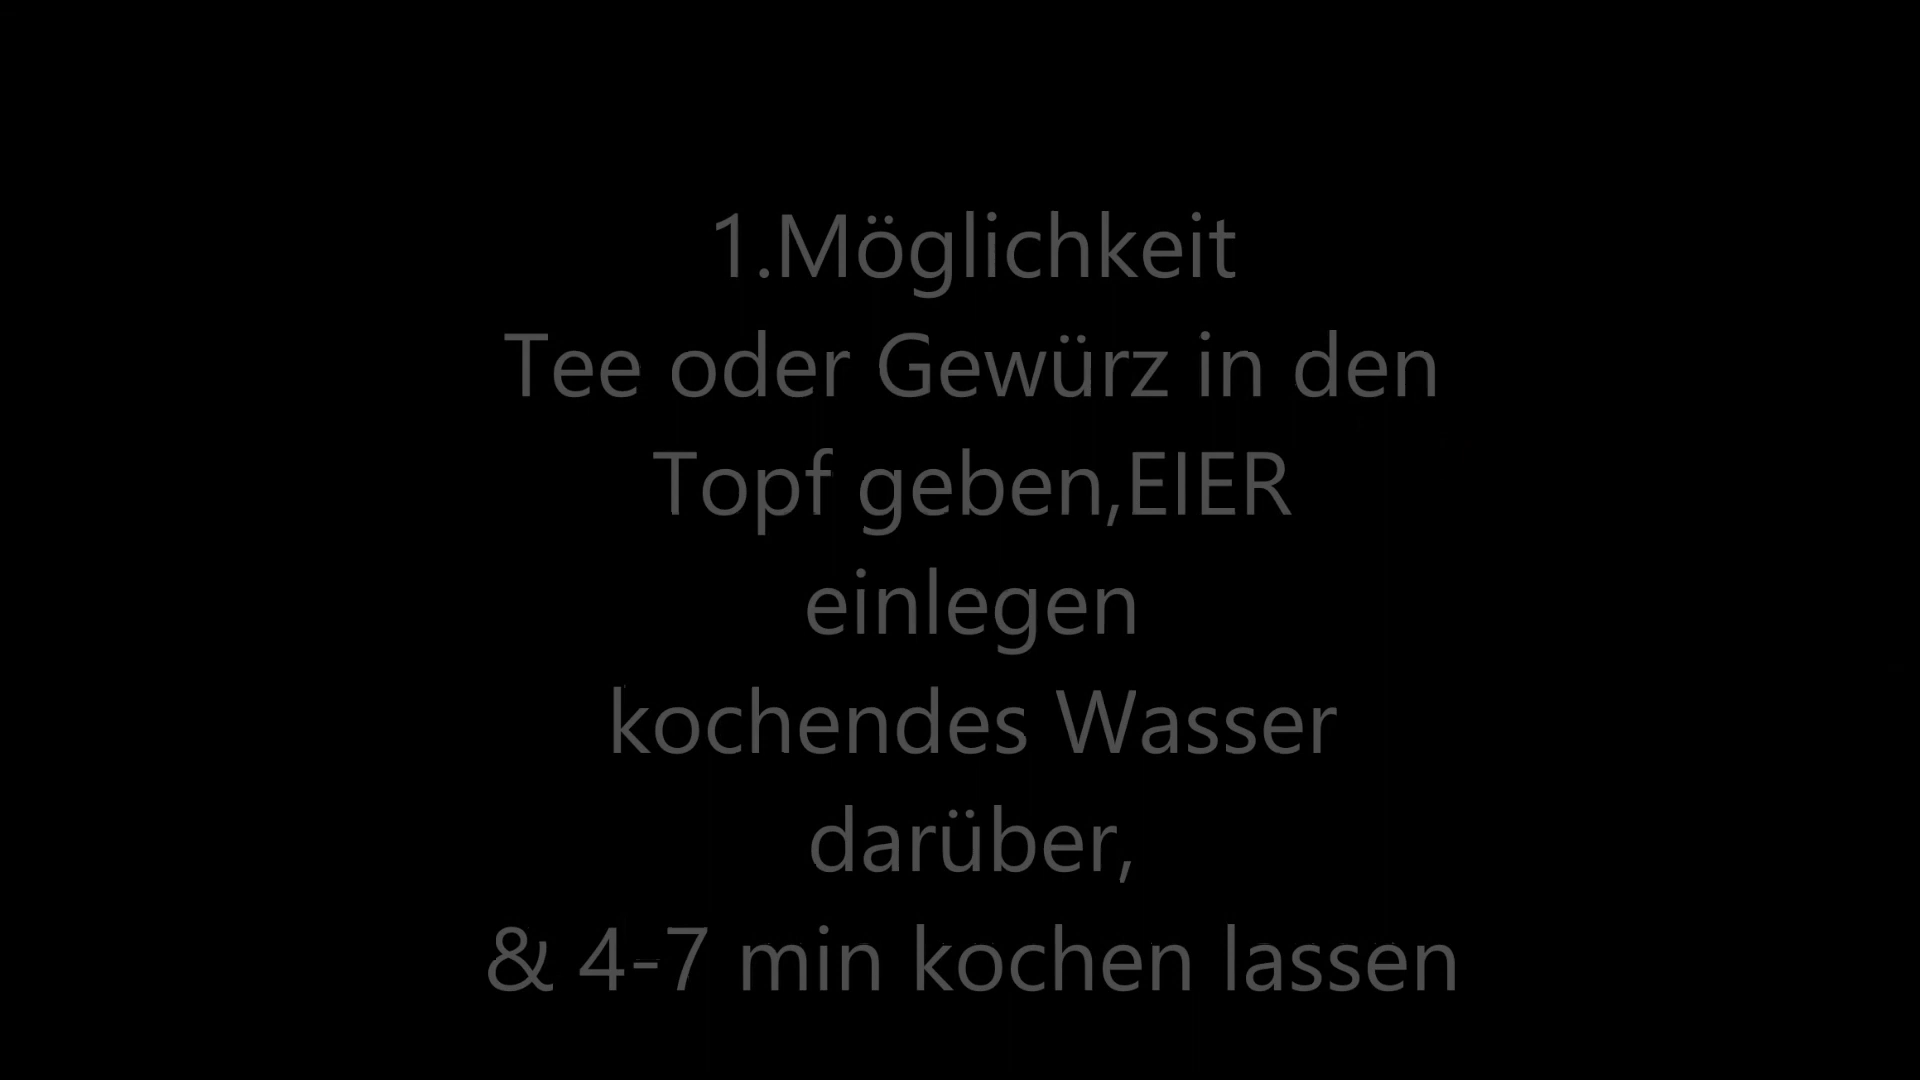 1.Möglichkeit
Tee oder Gewürz in den
Topf geben,EIER
einlegen
kochendes Wasser
darüber,
& 4-7 min kochen lassen